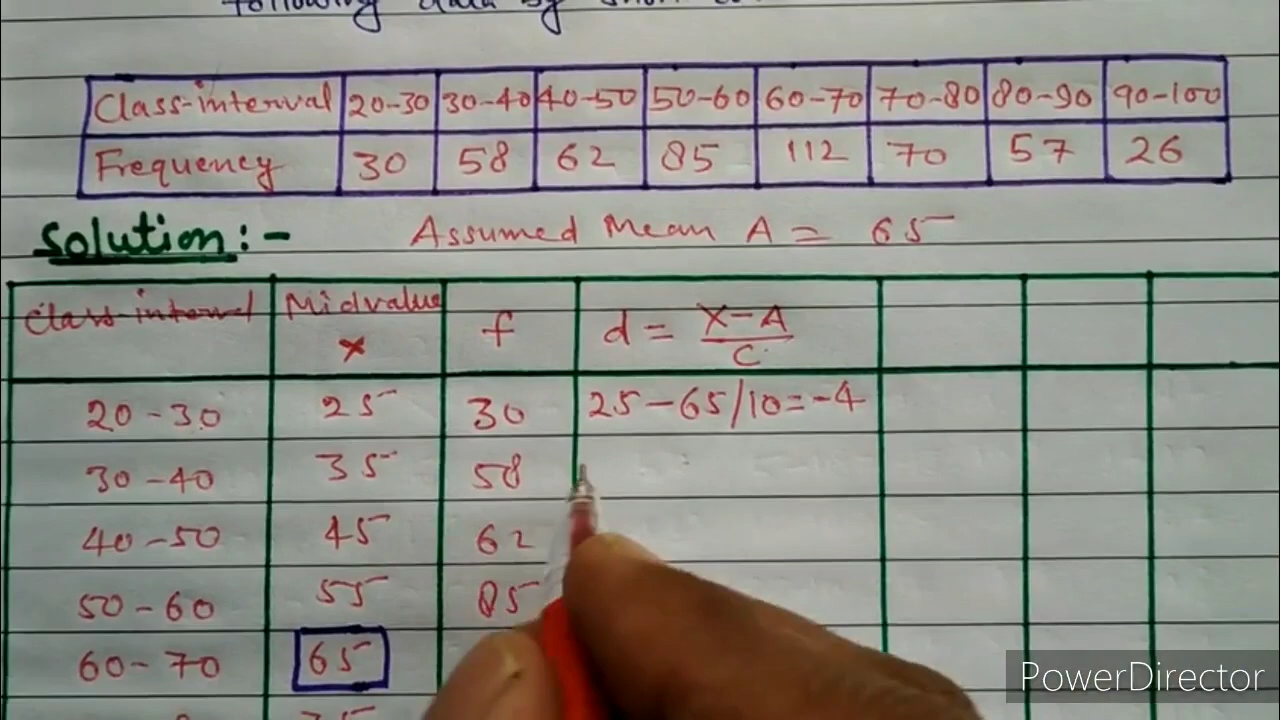 following data by
Class-interval 20-30 30-40 40-50 50-60 60-70 70-80 80-90 90-100
Frequency 30 58 62 85 112 70 57 26
Solution:-
Assumed Mean A = 65
Class-interval Midvalue x f d = X-A/C
20-30 25 30 25-65/10=-4
30-40 35 58
40-50 45 62
50-60 55 85
60-70 65
PowerDirector